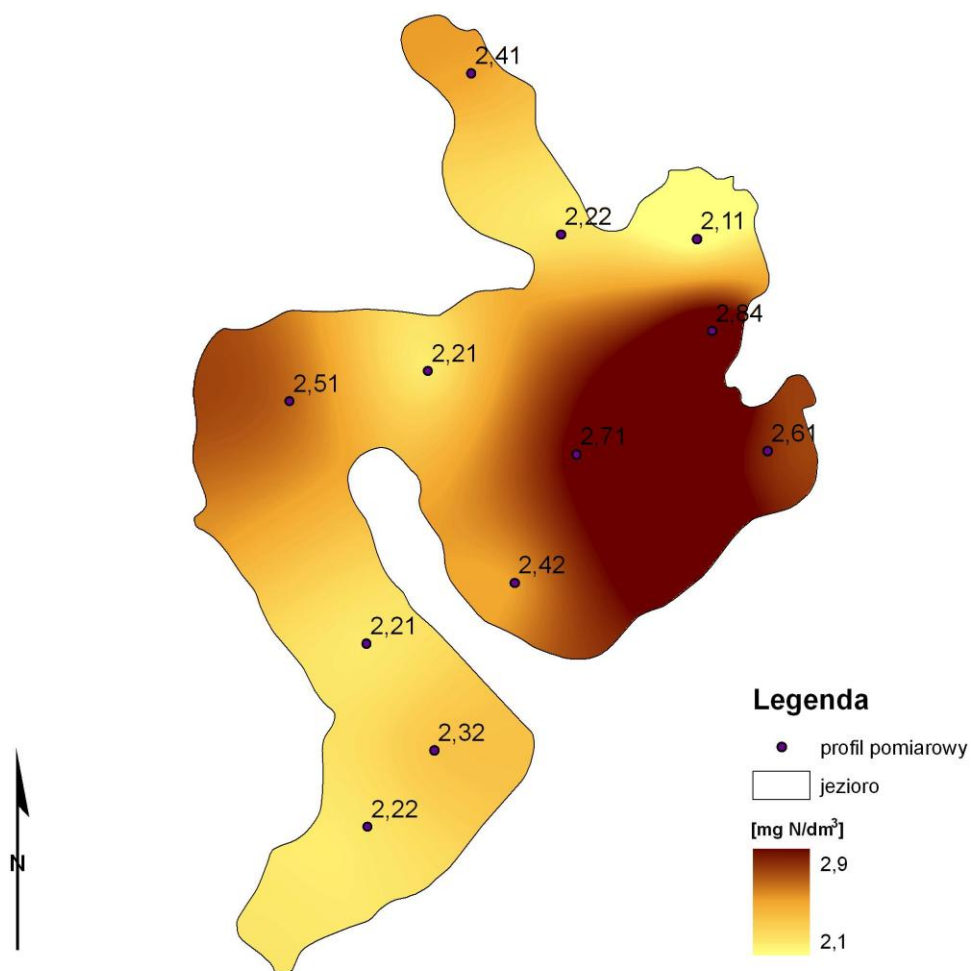 2,41
2,22
2,11
2,84
2,21
2,51
2,71
2,61
2,42
2,21
2,32
2,22
Legenda
profil pomiarowy
jezioro
[mg N/dm³]
2,9
2,1
N